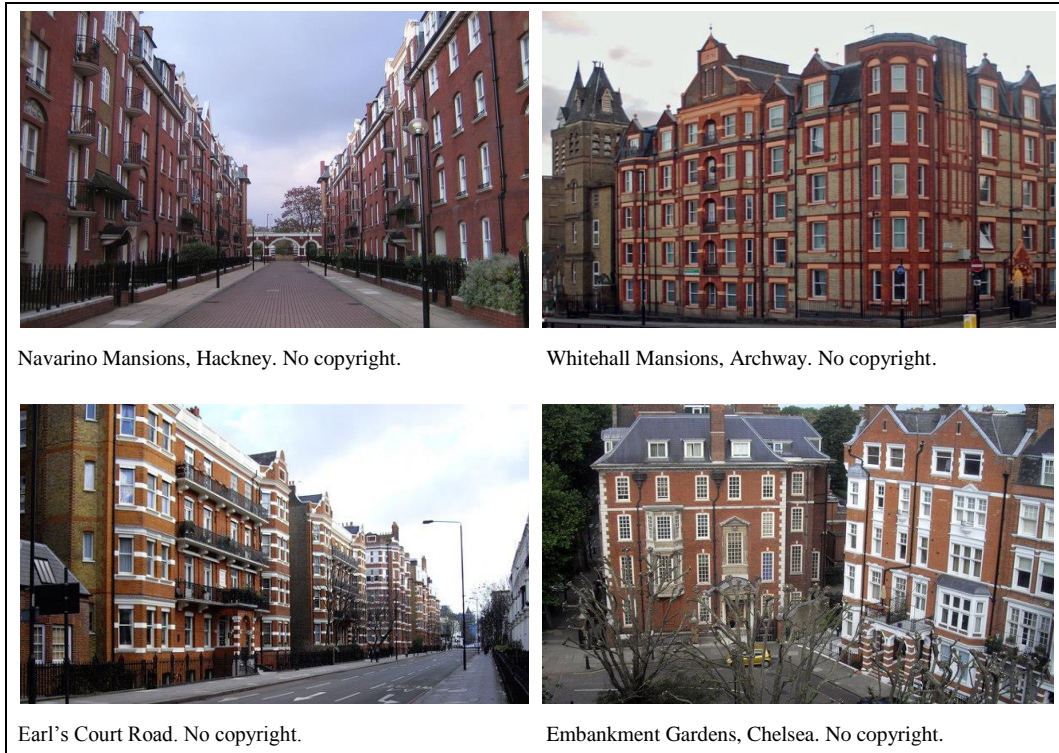 Navarino Mansions, Hackney. No copyright.
Whitehall Mansions, Archway. No copyright.
Earl's Court Road. No copyright.
Embankment Gardens, Chelsea. No copyright.